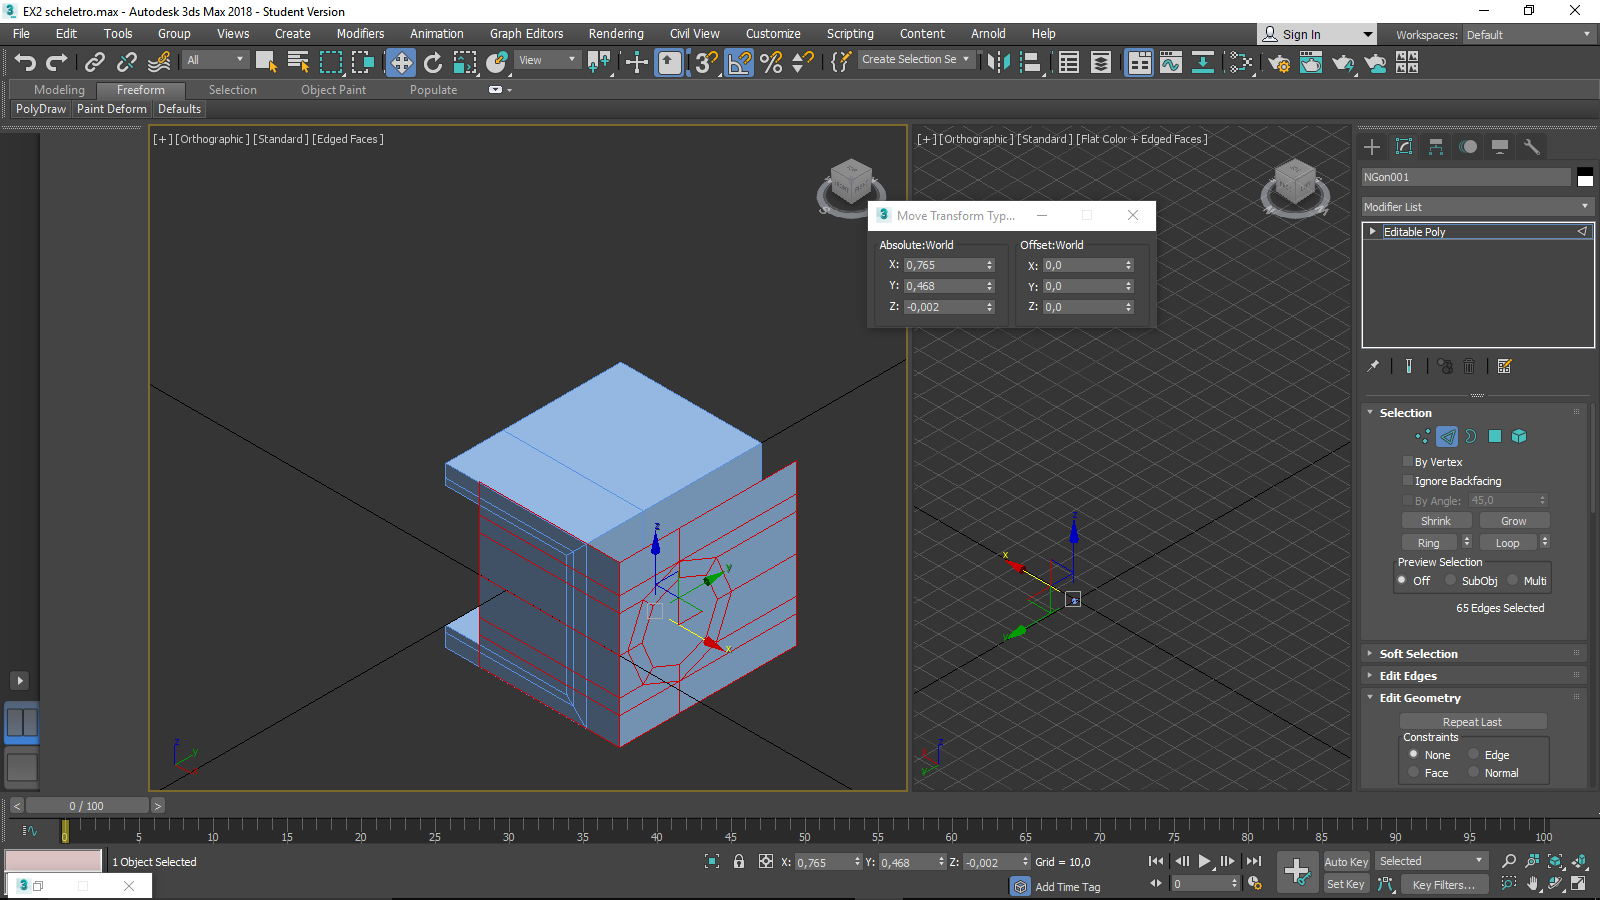 EX2 scheletro.max - Autodesk 3ds Max 2018 - Student Version
File Edit Tools Group Views Create Modifiers Animation Graph Editors Rendering Civil View Customize Scripting Content Arnold Help Sign In Workspaces: Default
All View Create Selection Se
Modeling Freeform Selection Object Paint Populate
PolyDraw Paint Deform Defaults
[+] [Orthographic] [Standard] [Edged Faces]
[+] [Orthographic] [Standard] [Flat Color + Edged Faces]
Move Transform Typ...
Absolute:World Offset:World
X: 0,765 X: 0,0
Y: 0,468 Y: 0,0
Z: -0,002 Z: 0,0
NGon001
Modifier List
Editable Poly
Selection
By Vertex
Ignore Backfacing
By Angle: 45,0
Shrink Grow
Ring Loop
Preview Selection
Off SubObj Multi
65 Edges Selected
Soft Selection
Edit Edges
Edit Geometry
Repeat Last
Constraints
None Edge
Face Normal
z
y
x
z
x
y
z
y
z
y
< 0 / 100 >
0 5 10 15 20 25 30 35 40 45 50 55 60 65 70 75 80 85 90 95 100
1 Object Selected X: 0,765 Y: 0,468 Z: -0,002 Grid = 10,0 Auto Key Selected
Add Time Tag 0 Set Key Key Filters...